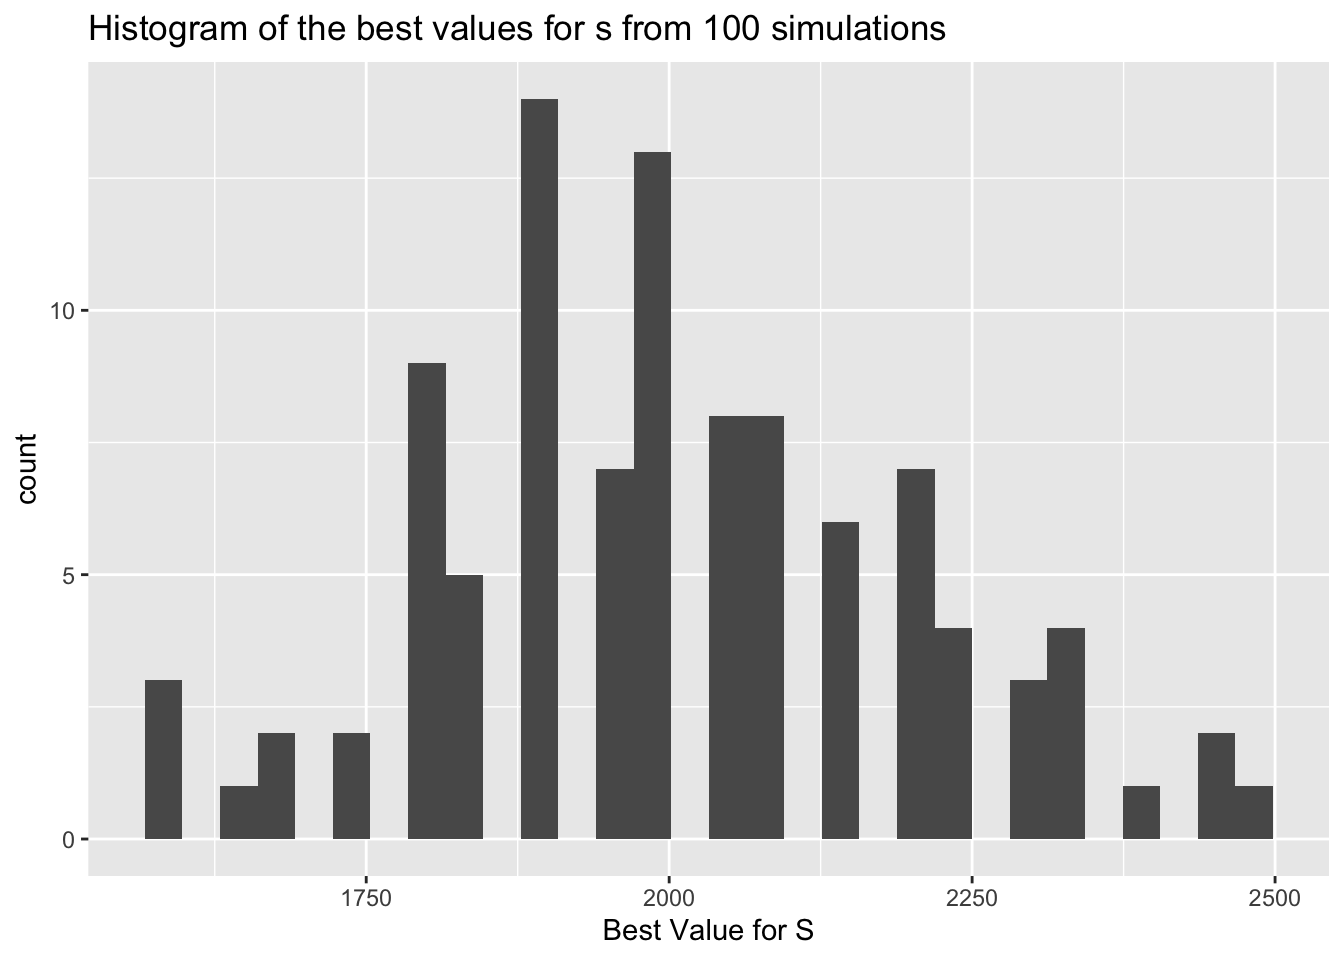 Histogram of the best values for s from 100 simulations
10
5
0
count
1750 2000 2250 2500
Best Value for S